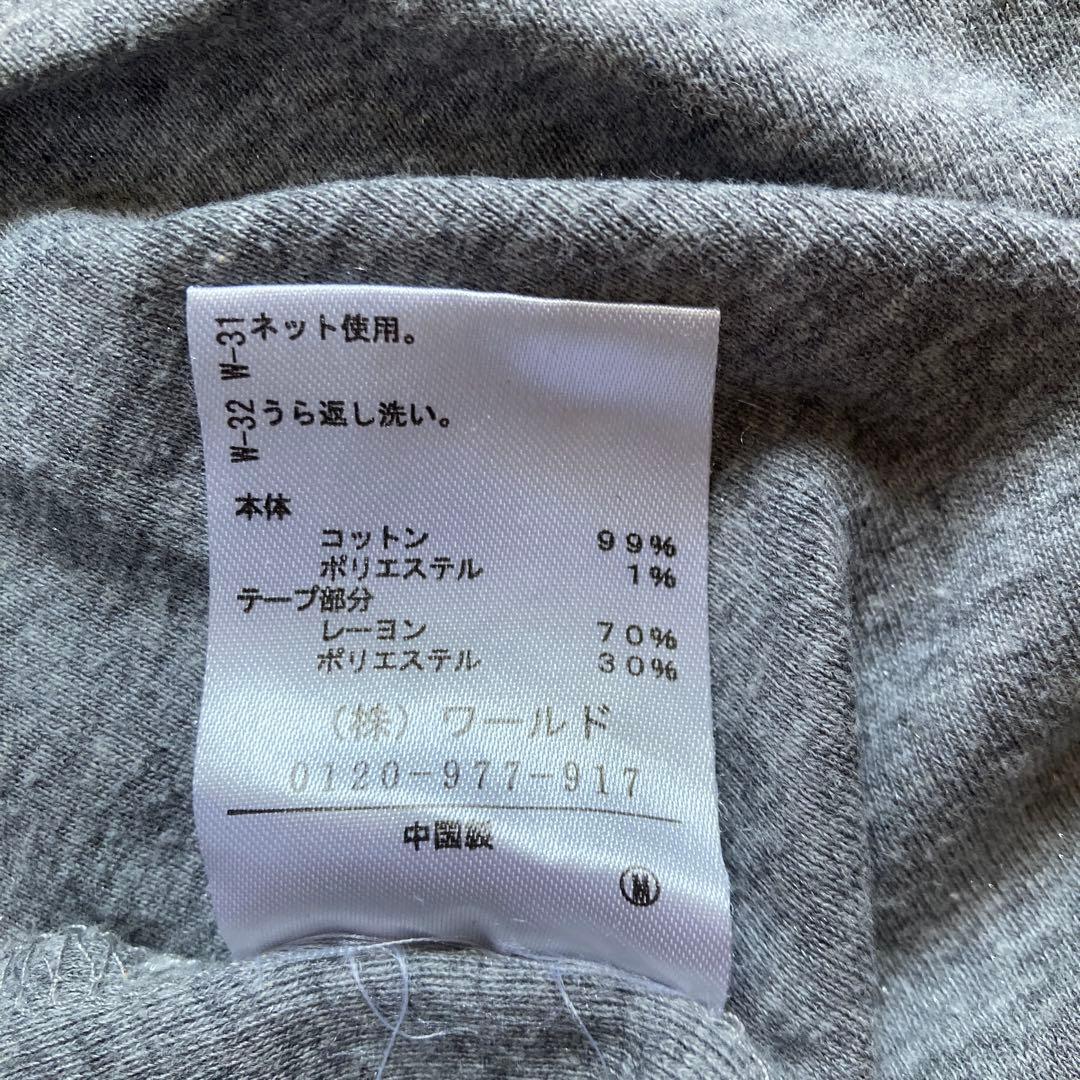 W-31 ネット使用。
W-32 うら返し洗い。
本体
コットン ９９％
ポリエステル １％
テープ部分
レーヨン ７０％
ポリエステル ３０％
（株）ワールド
0120-977-917
中国製
Ⓜ